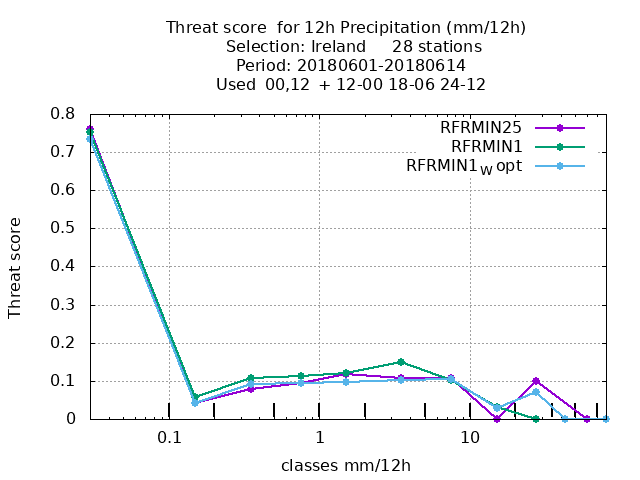 Threat score  for 12h Precipitation (mm/12h)
Selection: Ireland     28 stations
Period: 20180601-20180614
Used  00,12  + 12-00 18-06 24-12
RFRMIN25
RFRMIN1
RFRMIN1W opt
0.8
0.7
0.6
0.5
0.4
0.3
0.2
0.1
0
Threat score
0.1 1 10
classes mm/12h